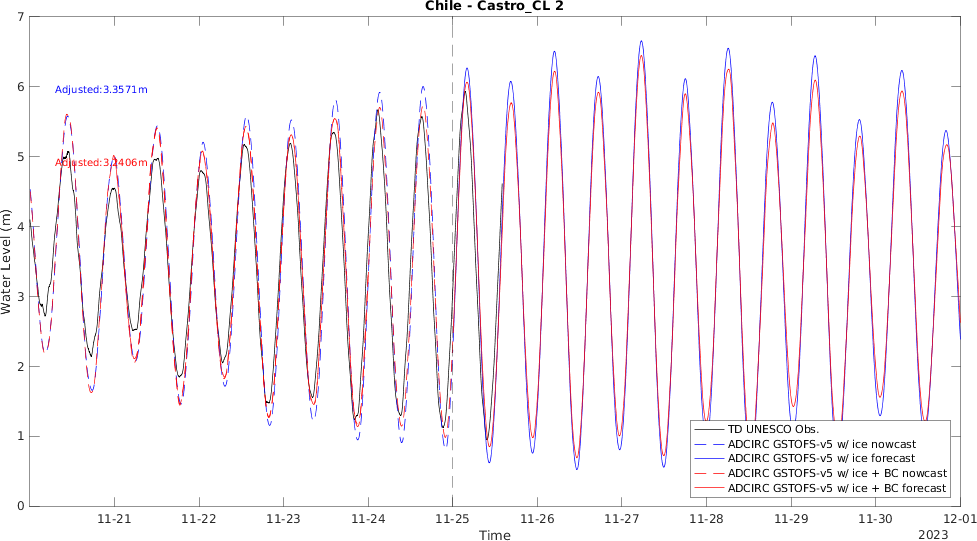 Chile - Castro_CL 2
7
6
5
4
3
2
1
0
Water Level (m)
Adjusted:3.3571m
11-21
11-22
11-23
11-24
11-25
11-26
11-27
11-28
11-29
11-30
12-01
Time
2023
TD UNESCO Obs.
ADCIRC GSTOFS-v5 w/ ice nowcast
ADCIRC GSTOFS-v5 w/ ice forecast
ADCIRC GSTOFS-v5 w/ ice + BC nowcast
ADCIRC GSTOFS-v5 w/ ice + BC forecast